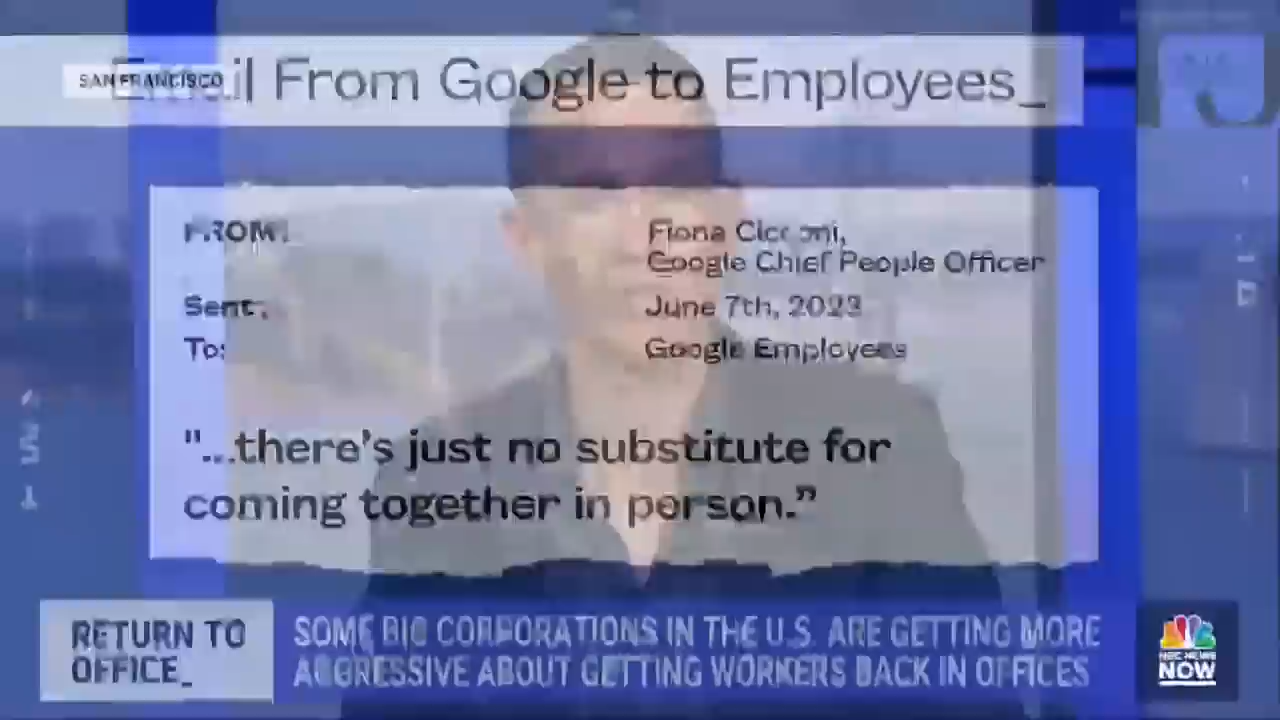 Email From Google to Employees_
SAN FRANCISCO
FROM:
Fiona Cicconi,
Google Chief People Officer
Sent:
June 7th, 2023
To:
Google Employees
"...there's just no substitute for
coming together in person."
RETURN TO
OFFICE_
SOME BIG CORPORATIONS IN THE U.S. ARE GETTING MORE
AGGRESSIVE ABOUT GETTING WORKERS BACK IN OFFICES
NBC NEWS
NOW